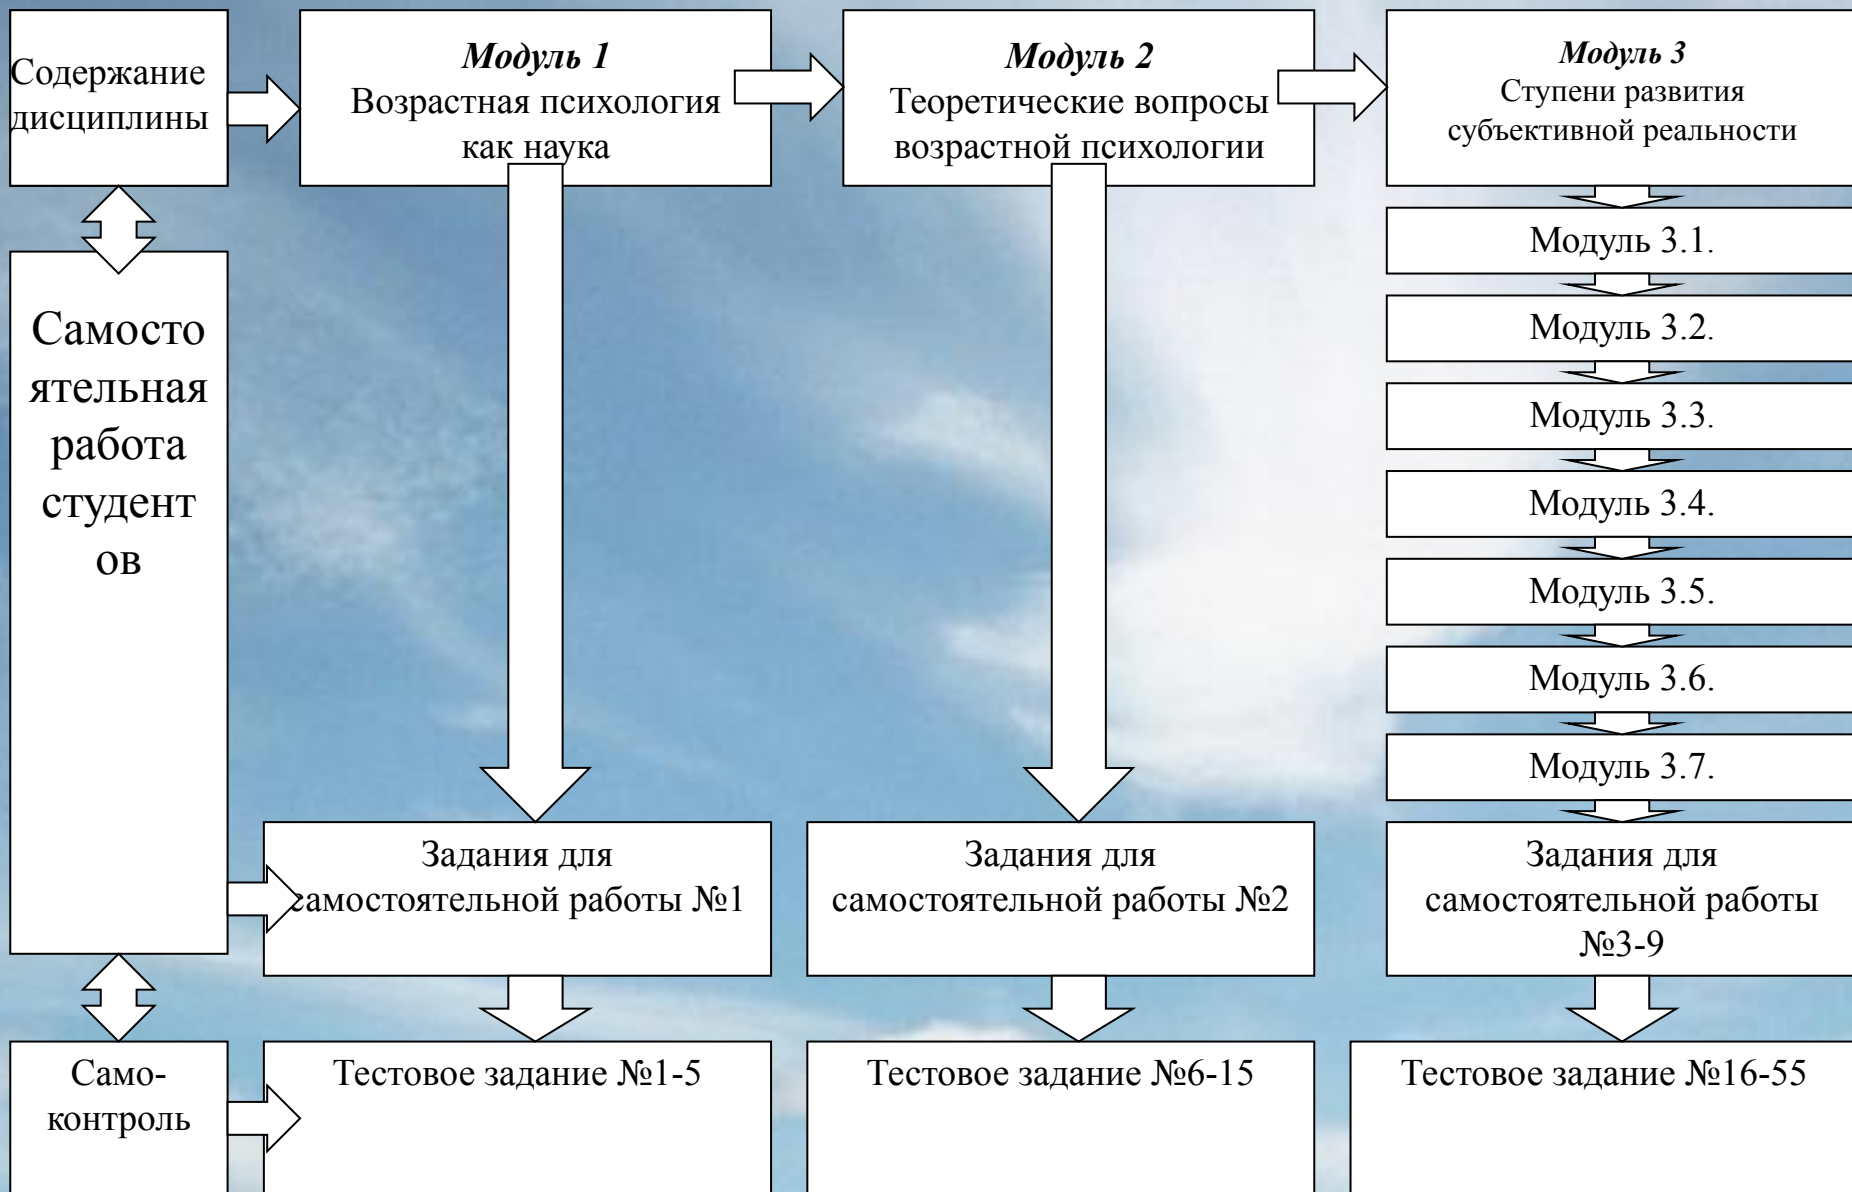 Содержание
дисциплины
Модуль 1
Возрастная психология
как наука
Модуль 2
Теоретические вопросы
возрастной психологии
Модуль 3
Ступени развития
субъективной реальности
Модуль 3.1.
Модуль 3.2.
Модуль 3.3.
Модуль 3.4.
Модуль 3.5.
Модуль 3.6.
Модуль 3.7.
Самосто
ятельная
работа
студент
ов
Задания для
самостоятельной работы №1
Задания для
самостоятельной работы №2
Задания для
самостоятельной работы
№3-9
Само-
контроль
Тестовое задание №1-5
Тестовое задание №6-15
Тестовое задание №16-55